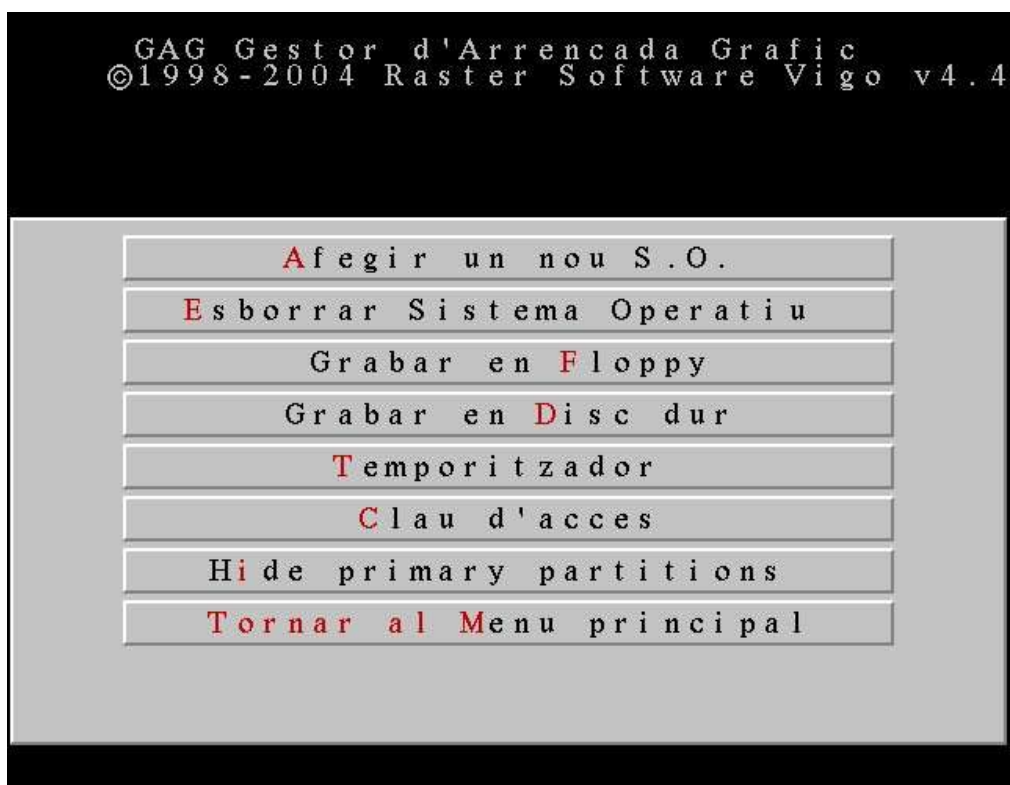 GAG Gestor d'Arrencada Grafic
©1998-2004 Raster Software Vigo v4.4
Afegir un nou S.O.
Esborrar Sistema Operatiu
Grabar en Floppy
Grabar en Disc dur
Temporitzador
Clau d'acces
Hide primary partitions
Tornar al Menu principal